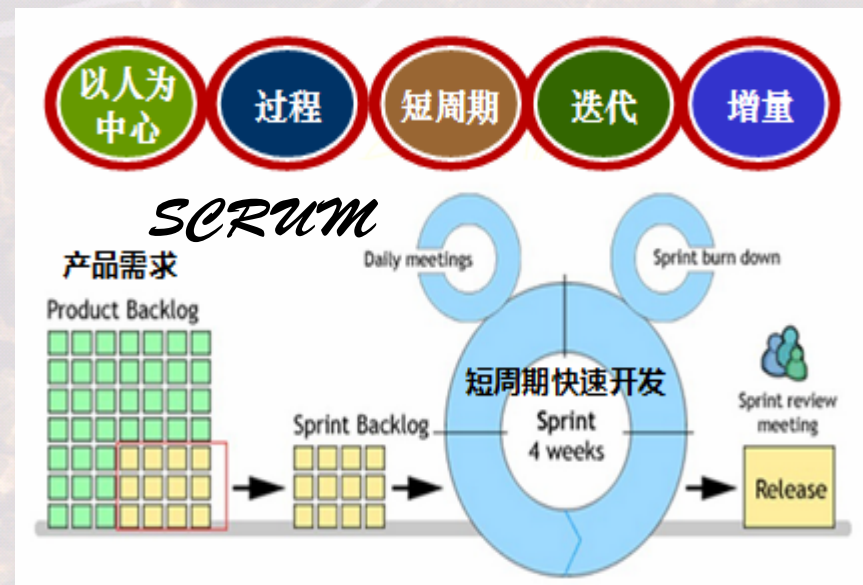 以人为
中心
过程
短周期
迭代
增量
SCRUM
产品需求
Product Backlog
Daily meetings
Sprint burn down
短周期快速开发
Sprint
4 weeks
Sprint Backlog
Sprint review
meeting
Release